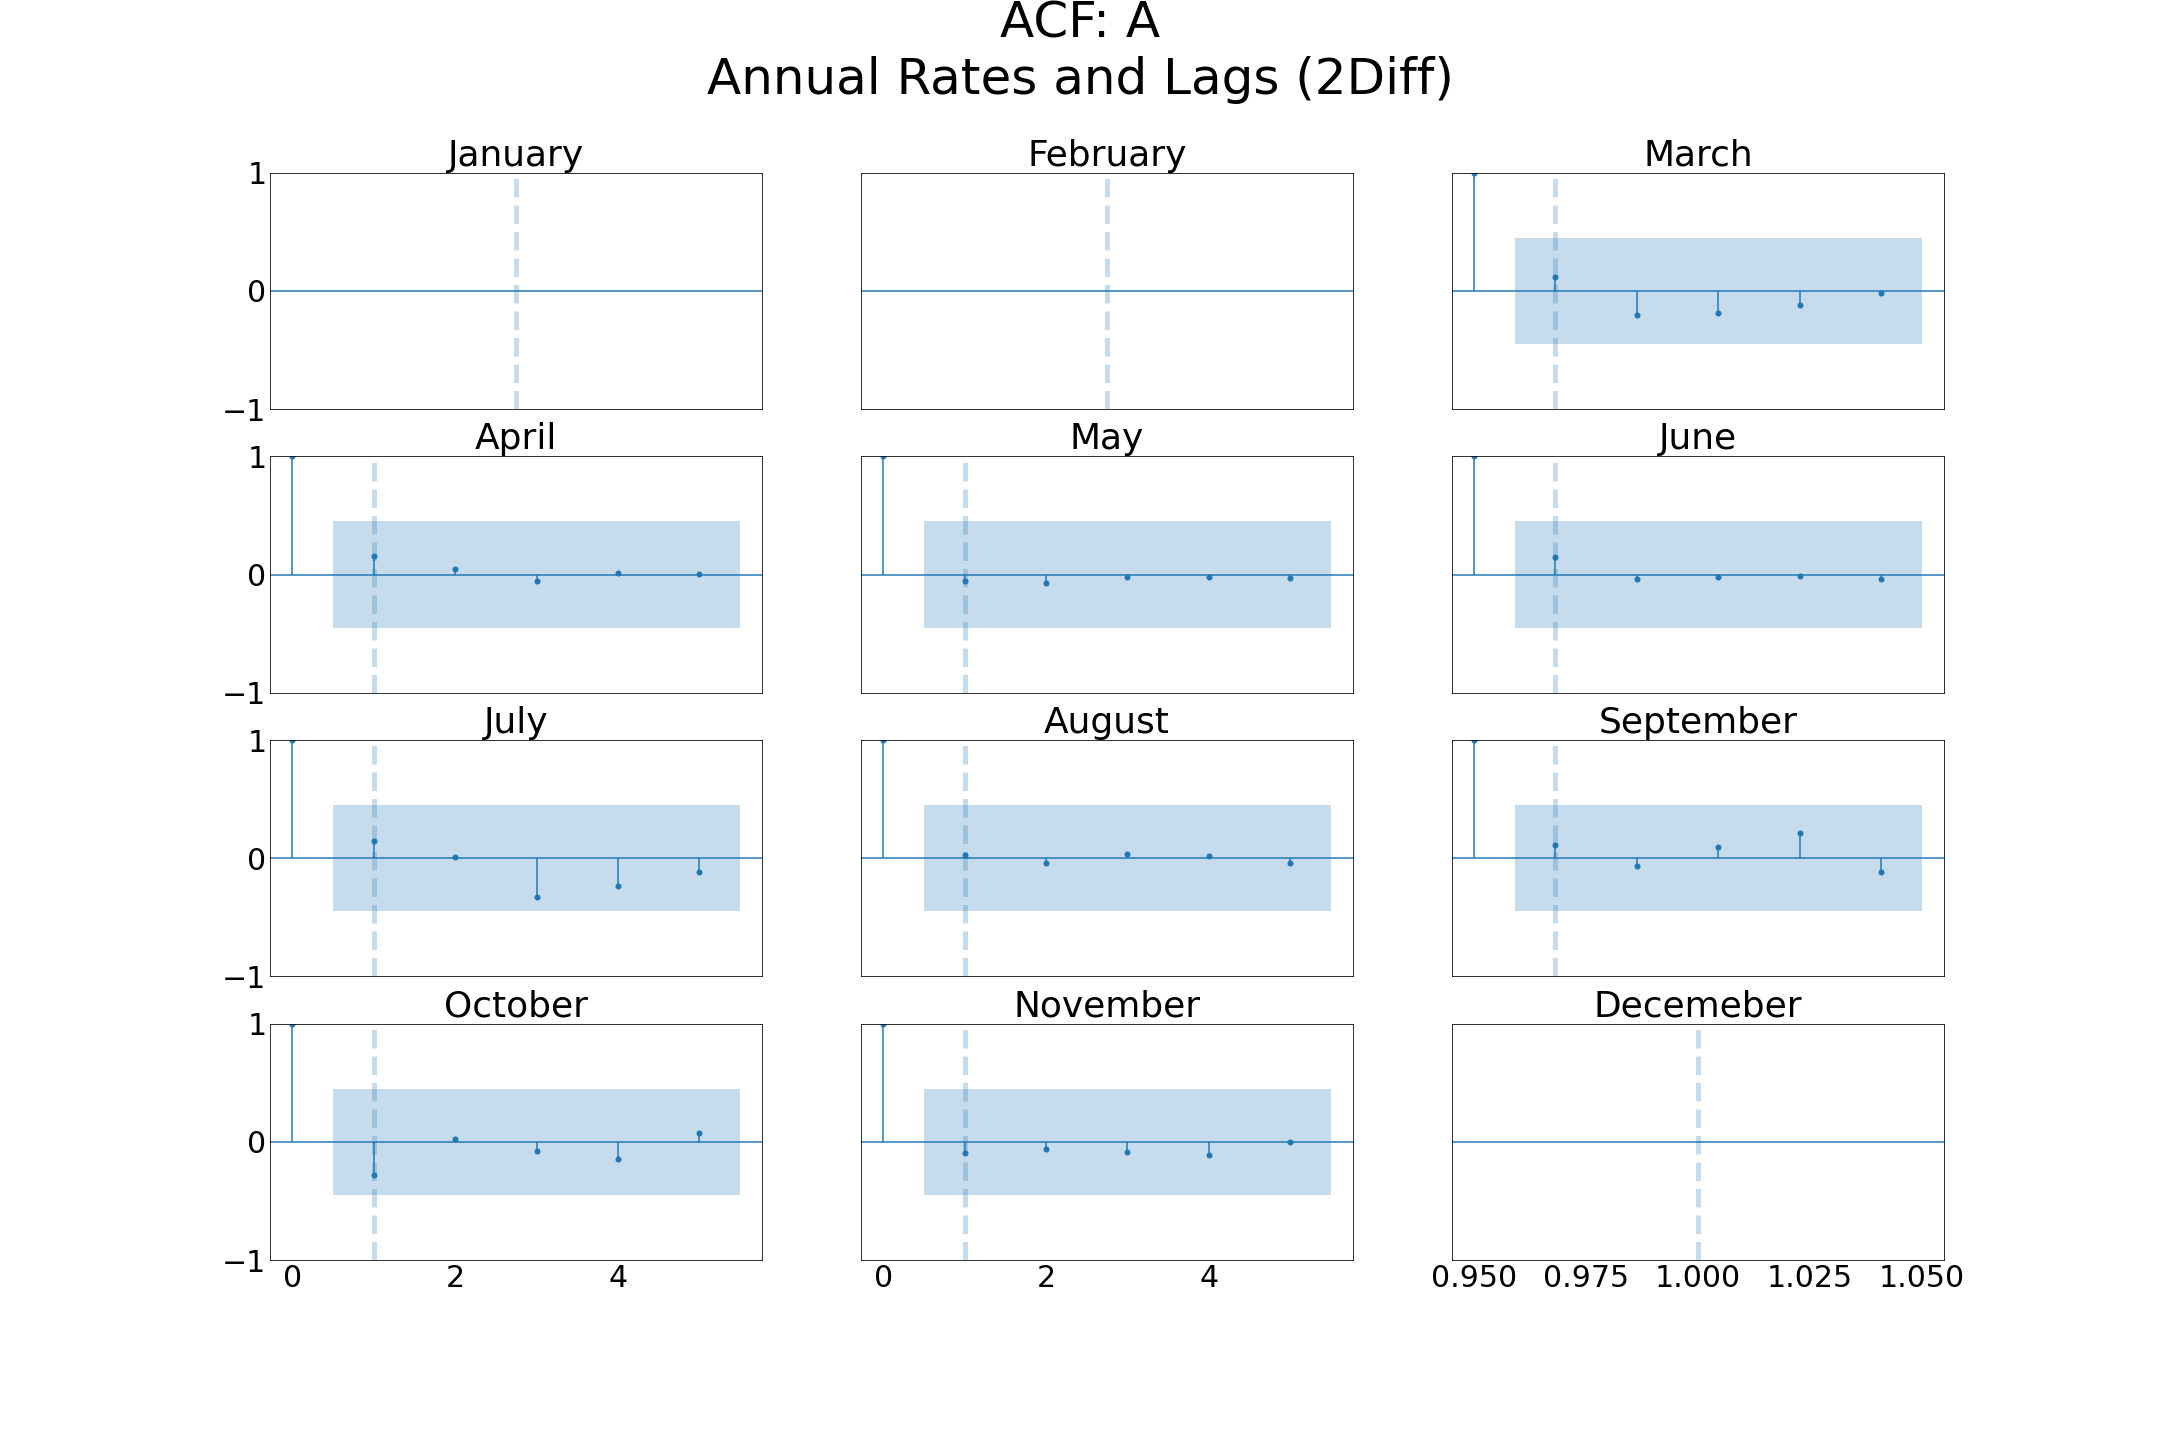 ACF: A
Annual Rates and Lags (2Diff)
January
February
March
1
0
−1
April
May
June
1
0
−1
July
August
September
1
0
−1
October
November
Decemeber
1
0
−1
0 2 4
0 2 4
0.950 0.975 1.000 1.025 1.050